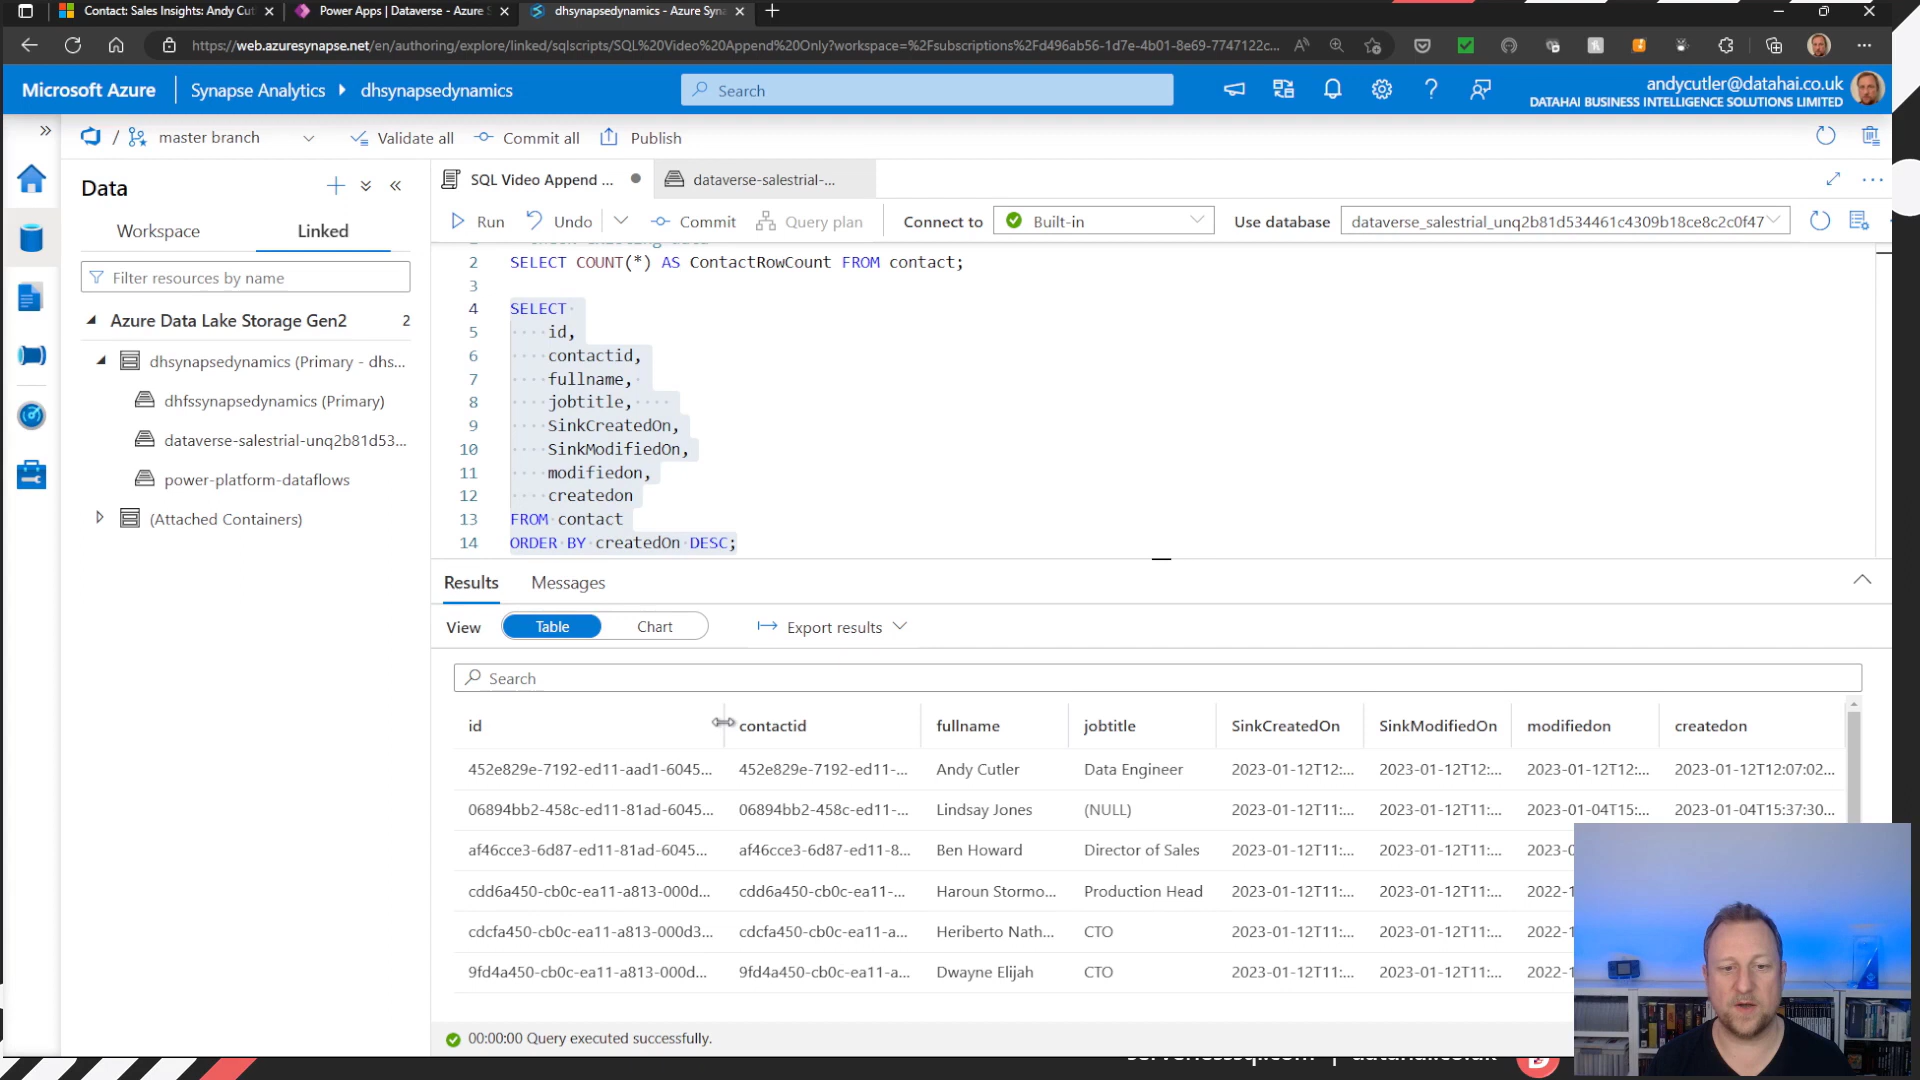 Contact: Sales Insights: Andy Cu
Power Apps | Dataverse - Azure S
dhsynapsedynamics - Azure Syna
https://web.azuresynapse.net/en/authoring/explore/linked/sqlscripts/SQL%20Video%20Append%20Only?workspace=%2Fsubscriptions%2Fd496ab56-1d7e-4b01-8e69-7747122c...
Microsoft Azure
Synapse Analytics
dhsynapsedynamics
Search
andycutler@datahai.co.uk
DATAHAI BUSINESS INTELLIGENCE SOLUTIONS LIMITED
/ master branch
Validate all
Commit all
Publish
Data
SQL Video Append ...
dataverse-salestrial-...
Workspace
Linked
Run
Undo
Commit
Query plan
Connect to
Built-in
Use database
dataverse_salestrial_unq2b81d534461c4309b18ce8c2c0f47
Filter resources by name
Azure Data Lake Storage Gen2 2
dhsynapsedynamics (Primary - dhs...
dhfssynapsedynamics (Primary)
dataverse-salestrial-unq2b81d53...
power-platform-dataflows
(Attached Containers)
2 SELECT COUNT(*) AS ContactRowCount FROM contact;
3
4 SELECT
5 id,
6 contactid,
7 fullname,
8 jobtitle,
9 SinkCreatedOn,
10 SinkModifiedOn,
11 modifiedon,
12 createdon
13 FROM contact
14 ORDER BY createdOn DESC;
Results Messages
View Table Chart Export results
Search
id contactid fullname jobtitle SinkCreatedOn SinkModifiedOn modifiedon createdon
452e829e-7192-ed11-aad1-6045... 452e829e-7192-ed11-... Andy Cutler Data Engineer 2023-01-12T12:... 2023-01-12T12:... 2023-01-12T12:... 2023-01-12T12:07:02...
06894bb2-458c-ed11-81ad-6045... 06894bb2-458c-ed11-... Lindsay Jones (NULL) 2023-01-12T11:... 2023-01-12T11:... 2023-01-04T15:... 2023-01-04T15:37:30...
af46cce3-6d87-ed11-81ad-6045... af46cce3-6d87-ed11-8... Ben Howard Director of Sales 2023-01-12T11:... 2023-01-12T11:... 2023-0
cdd6a450-cb0c-ea11-a813-000d... cdd6a450-cb0c-ea11-... Haroun Stormo... Production Head 2023-01-12T11:... 2023-01-12T11:... 2022-1
cdcfa450-cb0c-ea11-a813-000d3... cdcfa450-cb0c-ea11-a... Heriberto Nath... CTO 2023-01-12T11:... 2023-01-12T11:... 2022-1
9fd4a450-cb0c-ea11-a813-000d... 9fd4a450-cb0c-ea11-a... Dwayne Elijah CTO 2023-01-12T11:... 2023-01-12T11:... 2022-1
00:00:00 Query executed successfully.